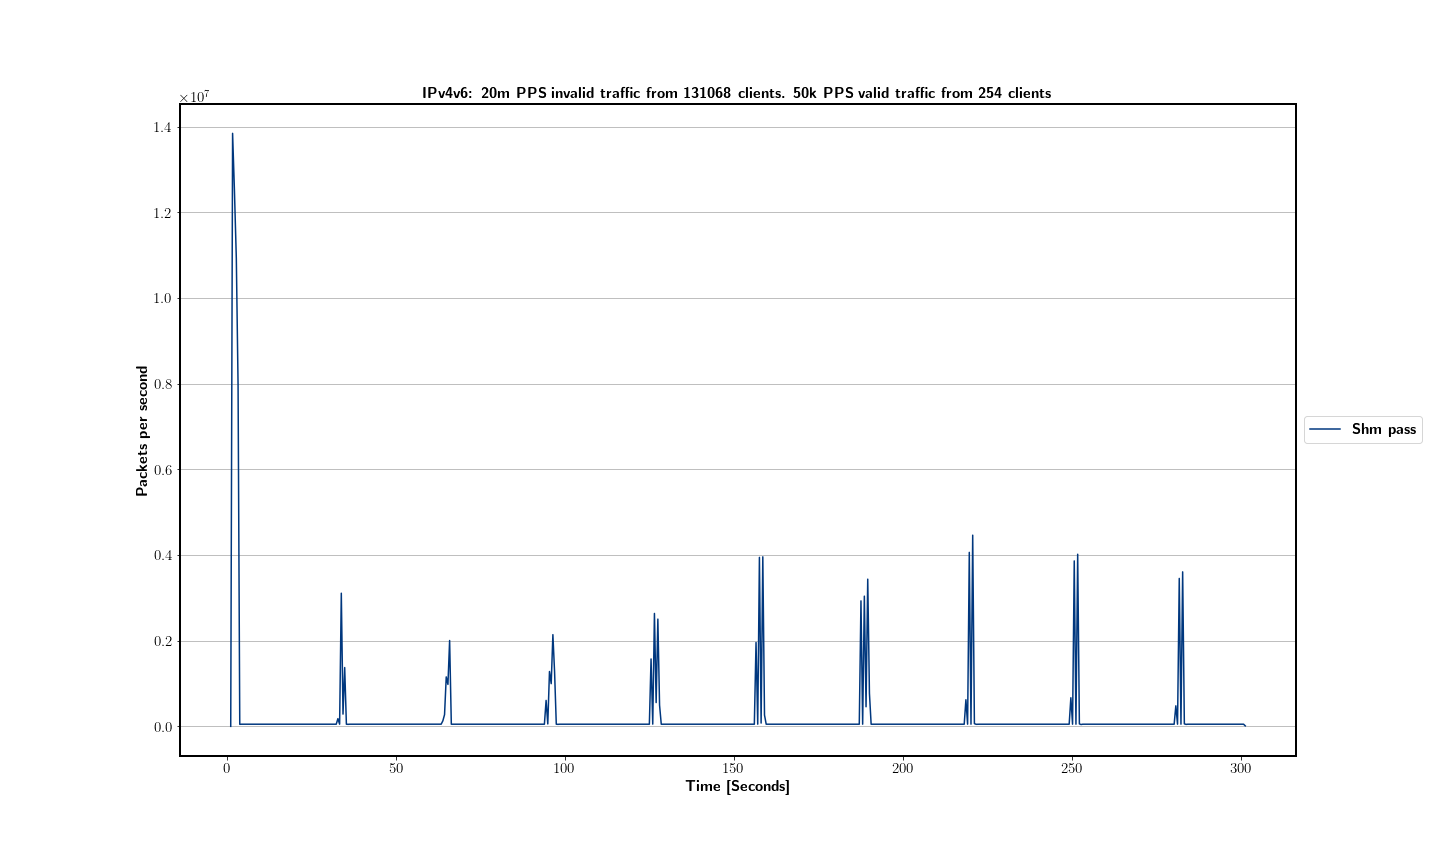 IPv4v6: 20m PPS invalid traffic from 131068 clients. 50k PPS valid traffic from 254 clients
×10⁷
1.4
1.2
1.0
0.8
0.6
0.4
0.2
0.0
Packets per second
0 50 100 150 200 250 300
Time [Seconds]
Shm pass